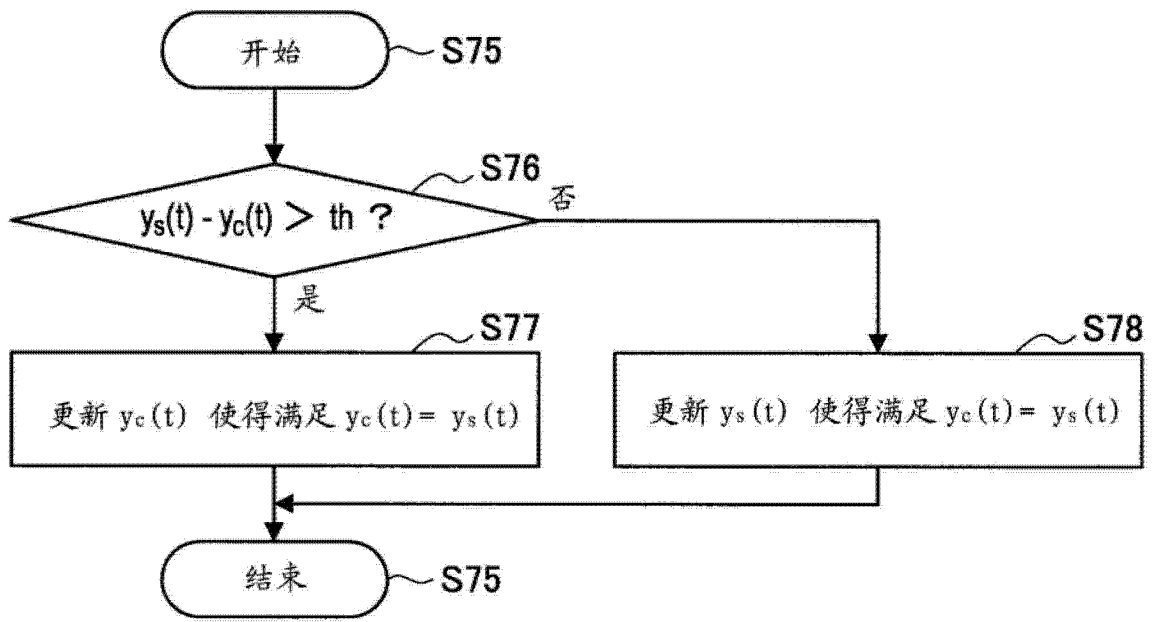 开始
S75
S76
ys(t) - yc(t) > th ?
否
是
S77
更新 yc(t) 使得满足 yc(t)= ys(t)
S78
更新 ys(t) 使得满足 yc(t)= ys(t)
结束
S75